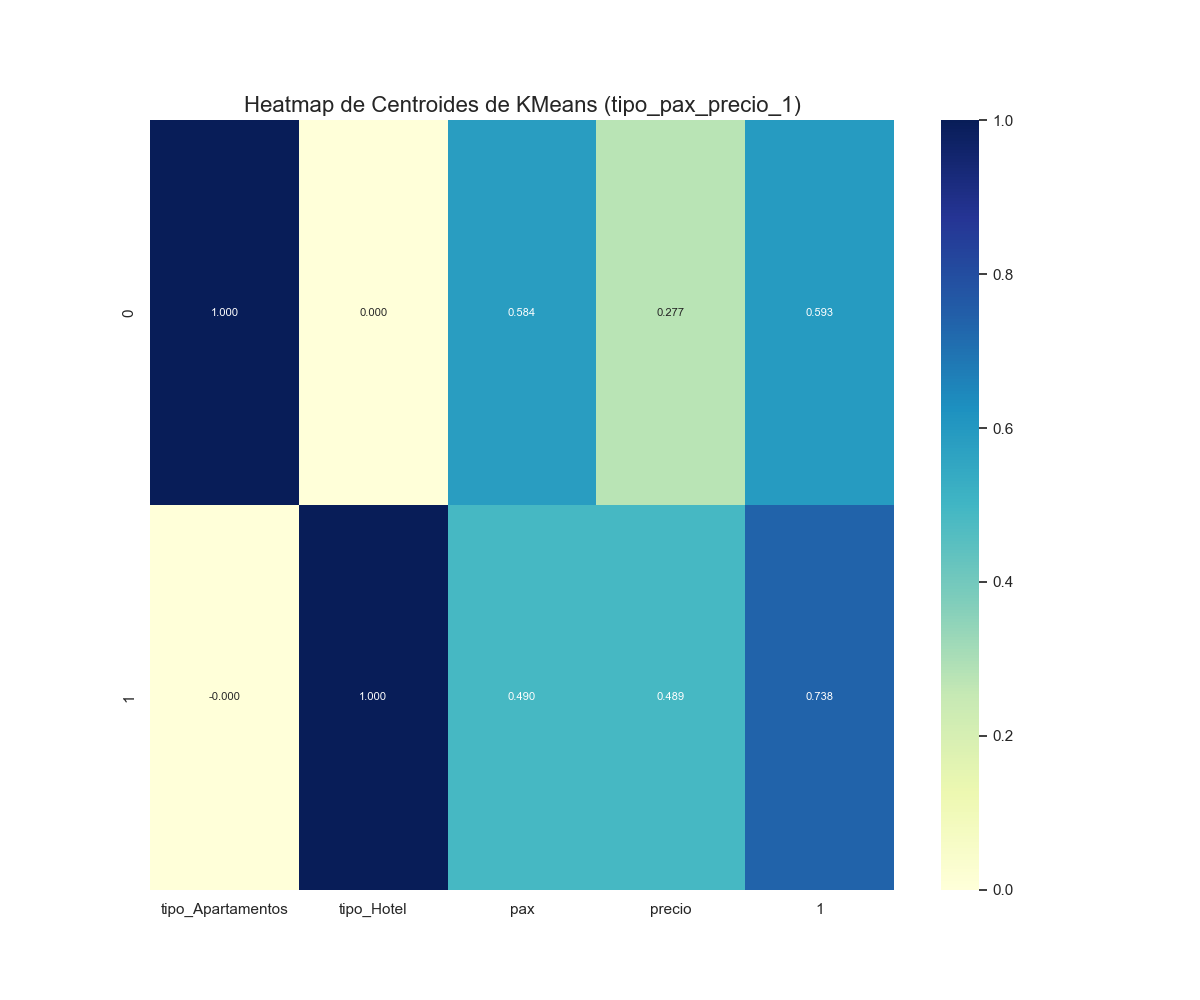 Heatmap de Centroides de KMeans (tipo_pax_precio_1)
0
1.000 0.000 0.584 0.277 0.593
1
-0.000 1.000 0.490 0.489 0.738
tipo_Apartamentos tipo_Hotel pax precio 1
1.0
0.8
0.6
0.4
0.2
0.0